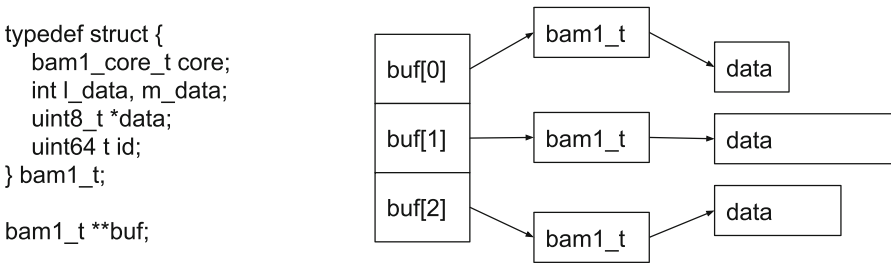 typedef struct {
bam1_core_t core;
int l_data, m_data;
uint8_t *data;
uint64 t id;
} bam1_t;
bam1_t **buf;
buf[0]
buf[1]
buf[2]
bam1_t
data
bam1_t
data
bam1_t
data